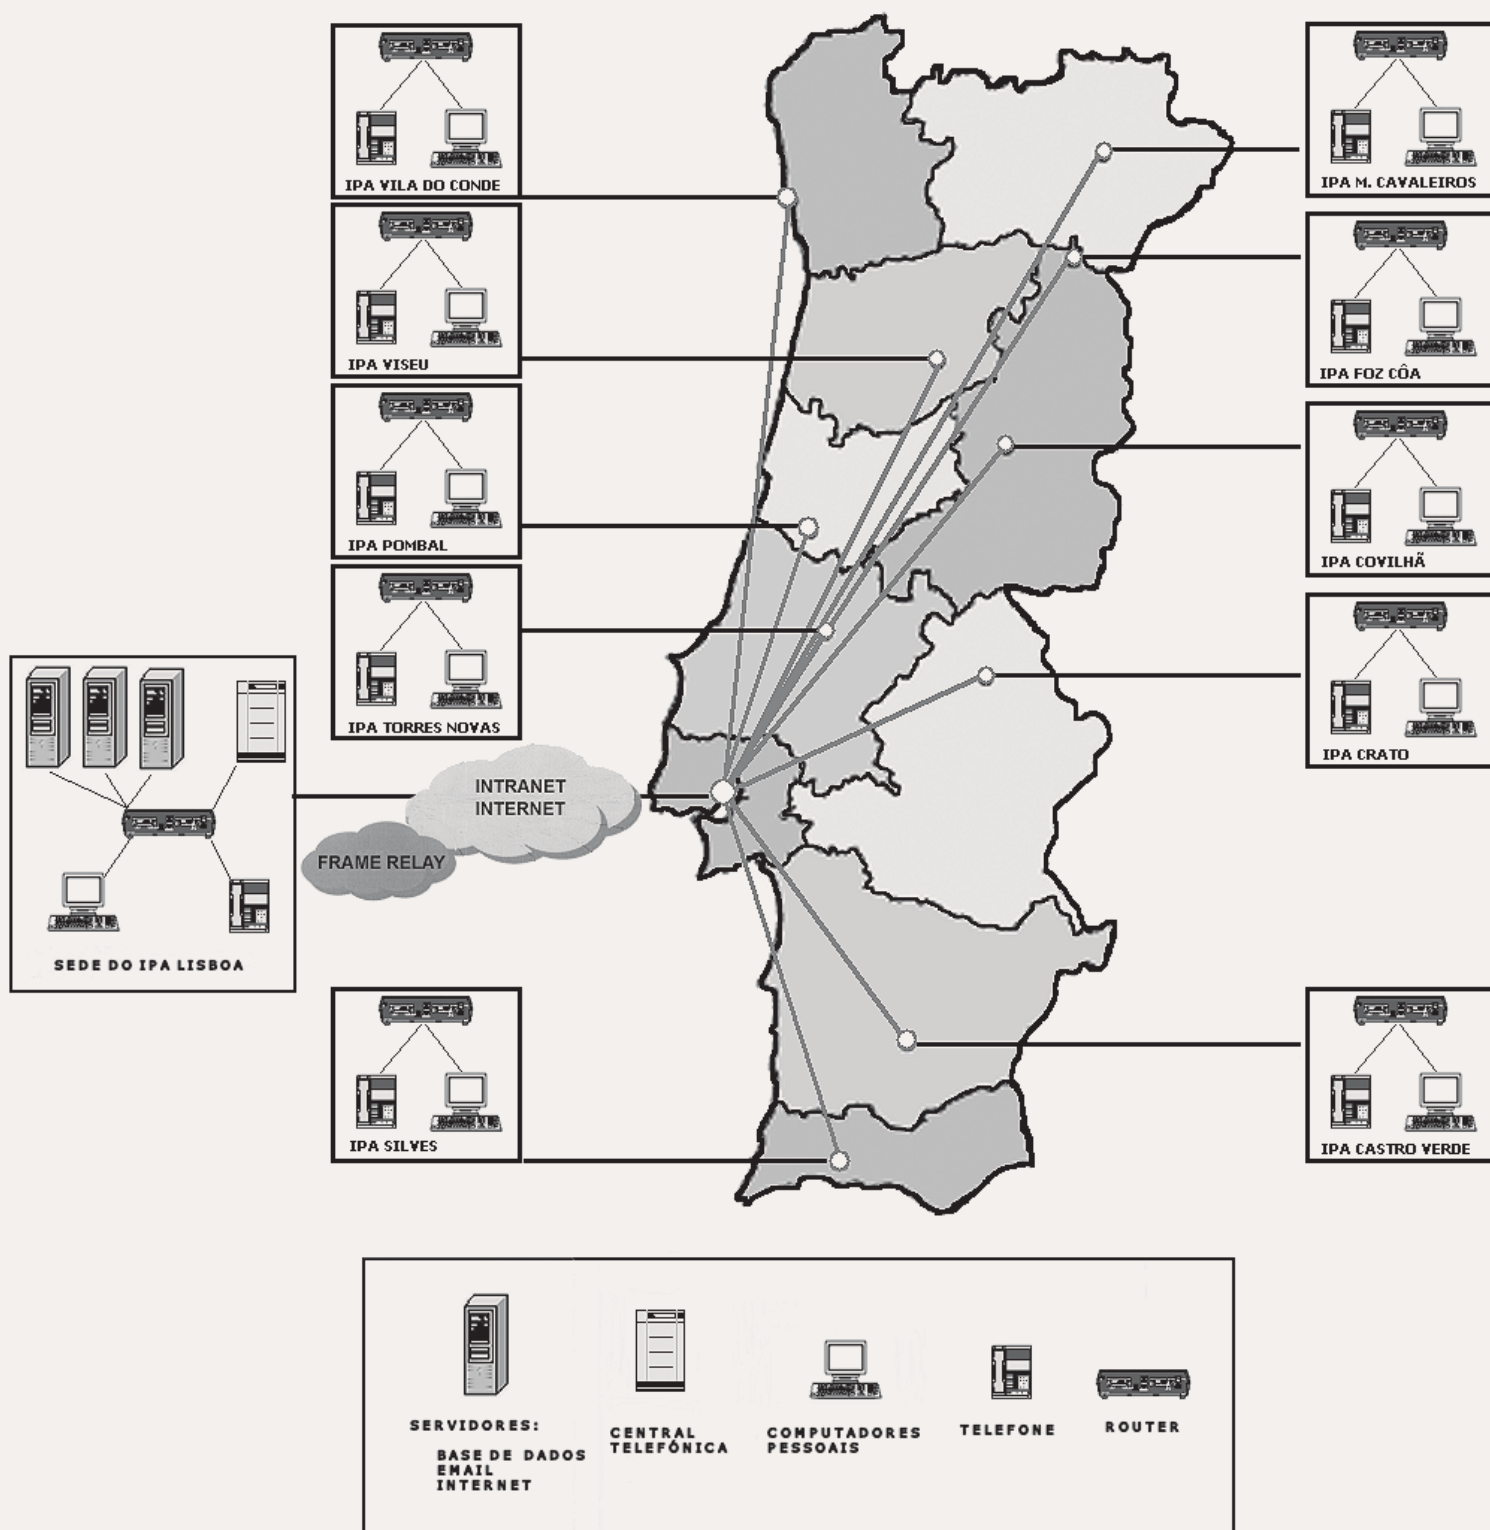 IPA VILA DO CONDE
IPA VISEU
IPA POMBAL
IPA TORRES NOVAS
IPA M. CAVALEIROS
IPA FOZ CÔA
IPA COVILHÃ
IPA CRATO
INTRANET
INTERNET
FRAME RELAY
SEDE DO IPA LISBOA
IPA SILVES
IPA CASTRO VERDE
SERVIDORES:
BASE DE DADOS
EMAIL
INTERNET
CENTRAL
TELEFÓNICA
COMPUTADORES
PESSOAIS
TELEFONE
ROUTER